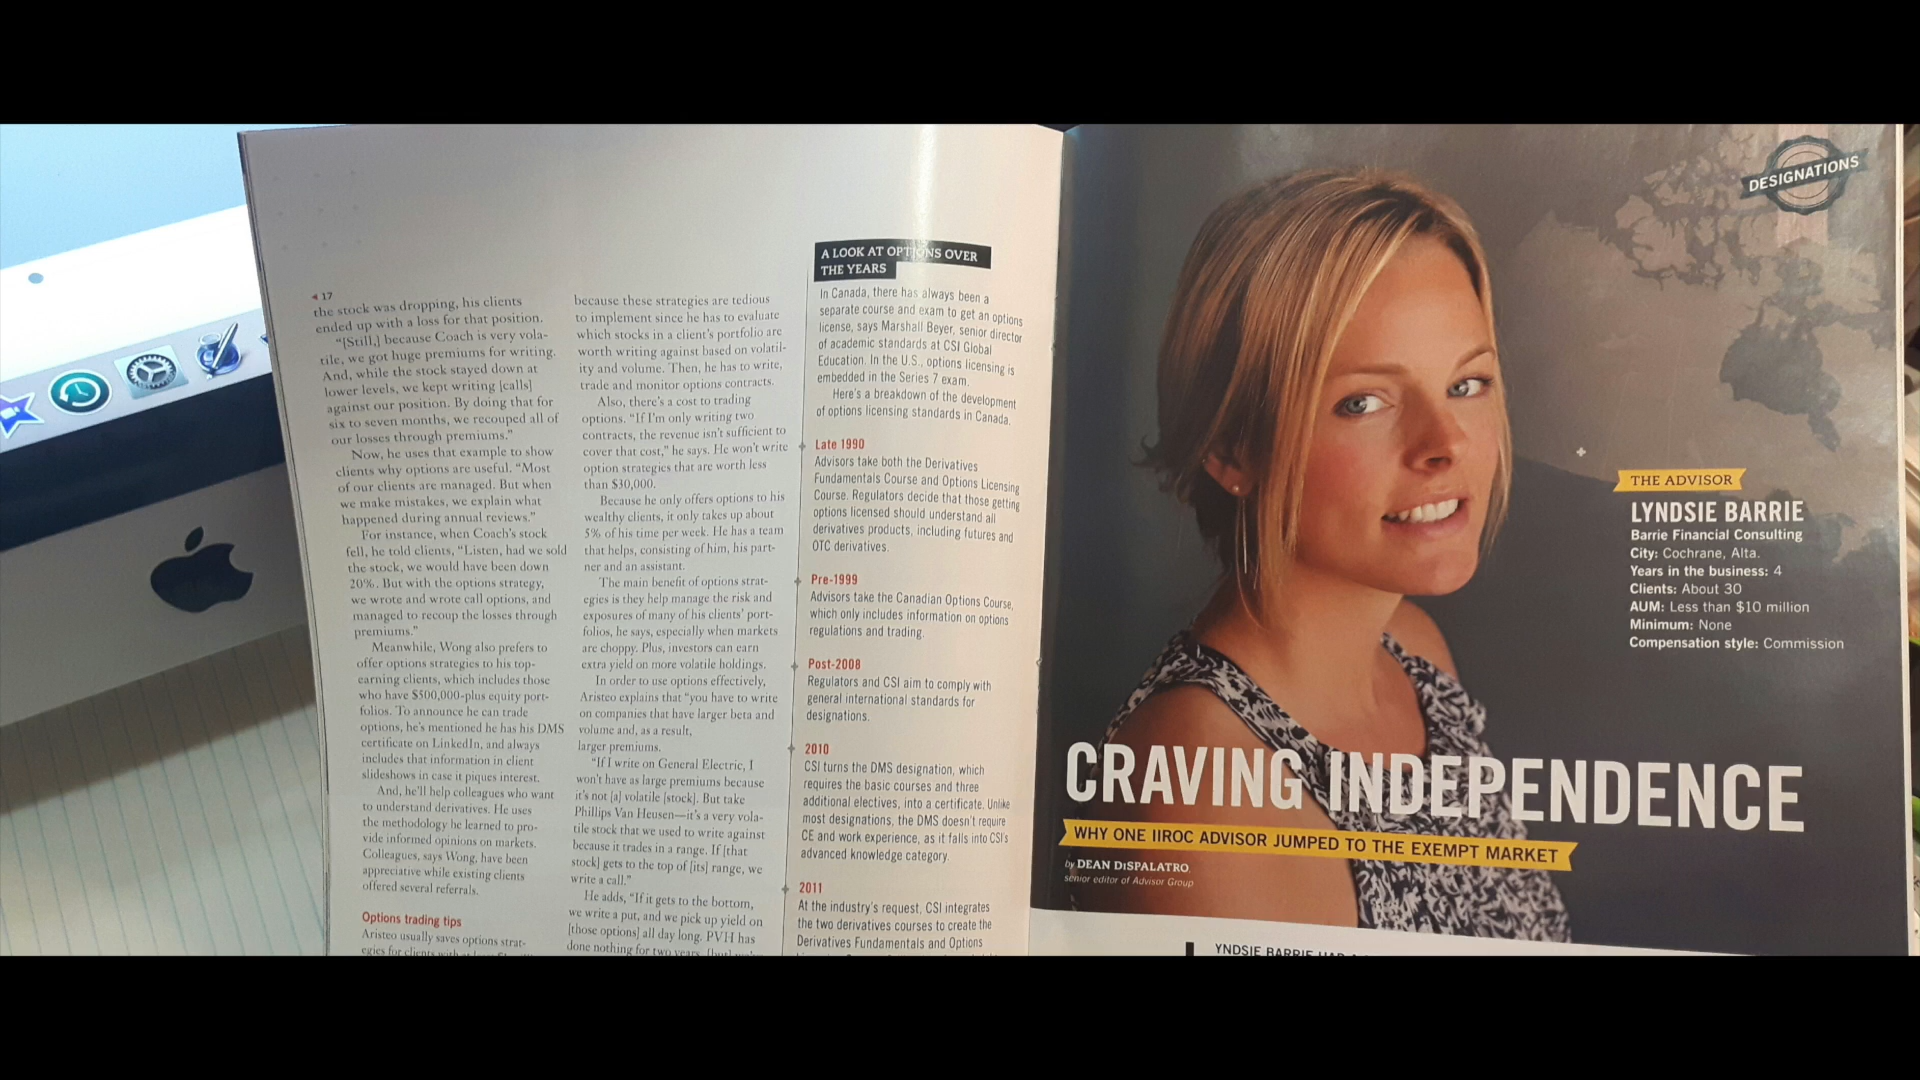 ◄ 17
the stock was dropping, his clients
ended up with a loss for that position.
“[Still,] because Coach is very vola-
tile, we got huge premiums for writing.
And, while the stock stayed down at
lower levels, we kept writing [calls]
against our position. By doing that for
six to seven months, we recouped all of
our losses through premiums.”
Now, he uses that example to show
clients why options are useful. “Most
of our clients are managed. But when
we make mistakes, we explain what
happened during annual reviews.”
For instance, when Coach’s stock
fell, he told clients, “Listen, had we sold
the stock, we would have been down
20%. But with the options strategy,
we wrote and wrote call options, and
managed to recoup the losses through
premiums.”
Meanwhile, Wong also prefers to
offer options strategies to his top-
earning clients, which includes those
who have $500,000-plus equity port-
folios. To announce he can trade
options, he’s mentioned he has his DMS
certificate on LinkedIn, and always
includes that information in client
slideshows in case it piques interest.
And, he’ll help colleagues who want
to understand derivatives. He uses
the methodology he learned to pro-
vide informed opinions on markets.
Colleagues, says Wong, have been
appreciative while existing clients
offered several referrals.
Options trading tips
Aristeo usually saves options strat-
egies for clients with at
because these strategies are tedious
to implement since he has to evaluate
which stocks in a client’s portfolio are
worth writing against based on volatil-
ity and volume. Then, he has to write,
trade and monitor options contracts.
Also, there’s a cost to trading
options. “If I’m only writing two
contracts, the revenue isn’t sufficient to
cover that cost,” he says. He won’t write
option strategies that are worth less
than $30,000.
Because he only offers options to his
wealthy clients, it only takes up about
5% of his time per week. He has a team
that helps, consisting of him, his part-
ner and an assistant.
The main benefit of options strat-
egies is they help manage the risk and
exposures of many of his clients’ port-
folios, he says, especially when markets
are choppy. Plus, investors can earn
extra yield on more volatile holdings.
In order to use options effectively,
Aristeo explains that “you have to write
on companies that have larger beta and
volume and, as a result,
larger premiums.
“If I write on General Electric, I
won’t have as large premiums because
it’s not [a] volatile [stock]. But take
Phillips Van Heusen—it’s a very vola-
tile stock that we used to write against
because it trades in a range. If [that
stock] gets to the top of [its] range, we
write a call.”
He adds, “If it gets to the bottom,
we write a put, and we pick up yield on
[those options] all day long. PVH has
done nothing for two years, [but]
A LOOK AT OPTIONS OVER
THE YEARS
In Canada, there has always been a
separate course and exam to get an options
license, says Marshall Beyer, senior director
of academic standards at CSI Global
Education. In the U.S., options licensing is
embedded in the Series 7 exam.
Here’s a breakdown of the development
of options licensing standards in Canada.
Late 1990
Advisors take both the Derivatives
Fundamentals Course and Options Licensing
Course. Regulators decide that those getting
options licensed should understand all
derivatives products, including futures and
OTC derivatives.
Pre-1999
Advisors take the Canadian Options Course,
which only includes information on options
regulations and trading.
Post-2008
Regulators and CSI aim to comply with
general international standards for
designations.
2010
CSI turns the DMS designation, which
requires the basic courses and three
additional electives, into a certificate. Unlike
most designations, the DMS doesn’t require
CE and work experience, as it falls into CSI’s
advanced knowledge category.
2011
At the industry’s request, CSI integrates
the two derivatives courses to create the
Derivatives Fundamentals and Options
DESIGNATIONS
THE ADVISOR
LYNDSIE BARRIE
Barrie Financial Consulting
City: Cochrane, Alta.
Years in the business: 4
Clients: About 30
AUM: Less than $10 million
Minimum: None
Compensation style: Commission
CRAVING INDEPENDENCE
WHY ONE IIROC ADVISOR JUMPED TO THE EXEMPT MARKET
by DEAN DiSPALATRO
senior editor of Advisor Group
YNDSIE BARRIE HAD A